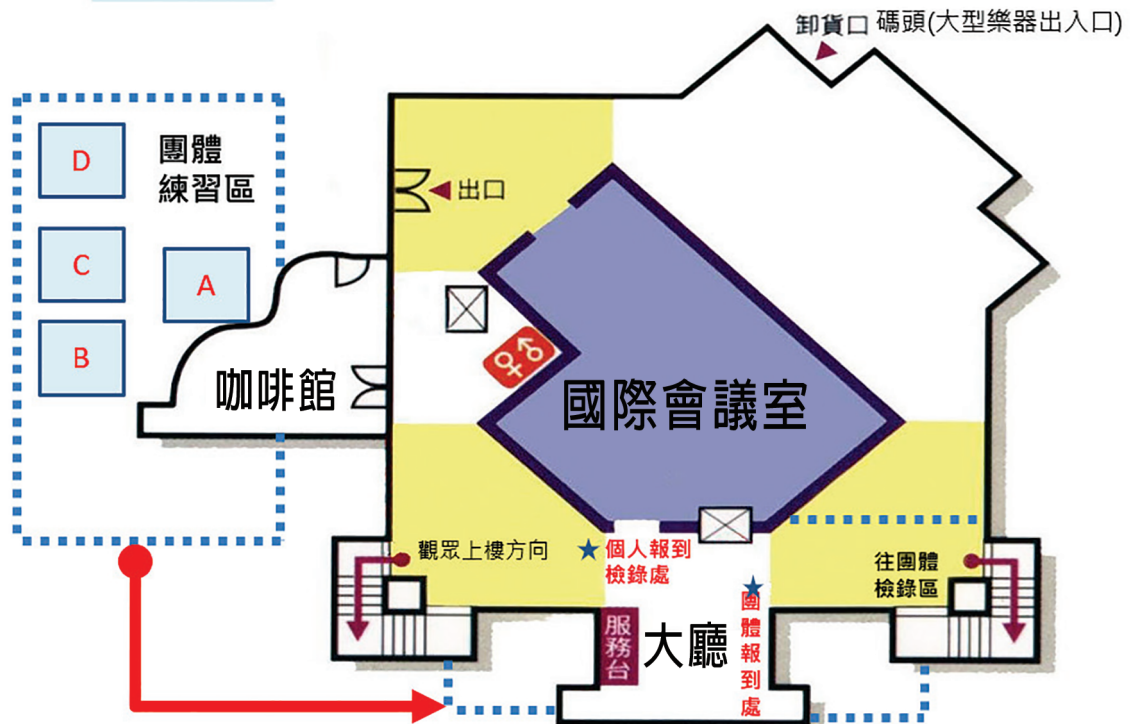 卸貨口 碼頭(大型樂器出入口)
團體
練習區
D
C
A
B
出口
咖啡館
國際會議室
觀眾上樓方向
個人報到
檢錄處
往團體
檢錄區
團體報到處
服務台
大廳